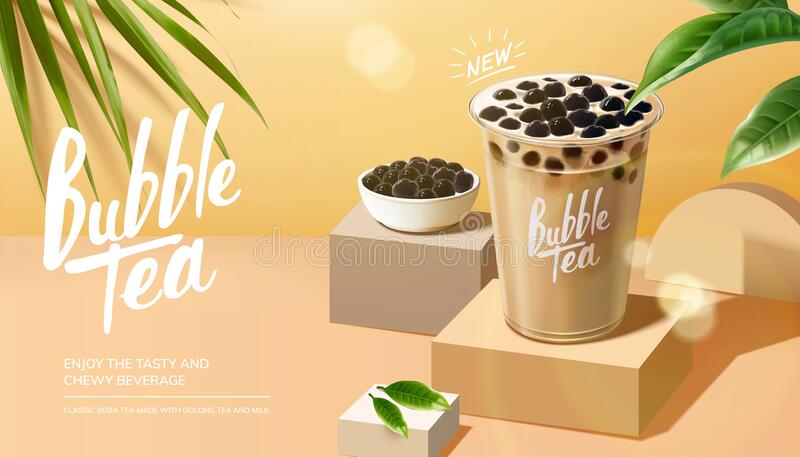 NEW
Bubble
Tea
Bubble
Tea
ENJOY THE TASTY AND
CHEWY BEVERAGE
CLASSIC BOBA TEA MADE WITH OOLONG TEA AND MILK
dreamstime